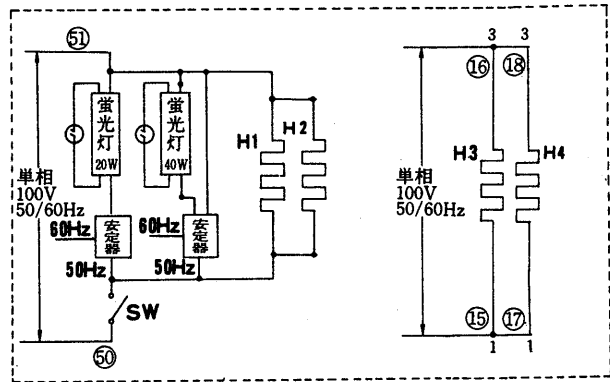 51
3 3
16 18
蛍光灯
20W
蛍光灯
40W
H1
H2
H3
H4
単相
100V
50/60Hz
単相
100V
50/60Hz
60Hz
安定器
60Hz
安定器
50Hz
50Hz
SW
15 17
50
1 1